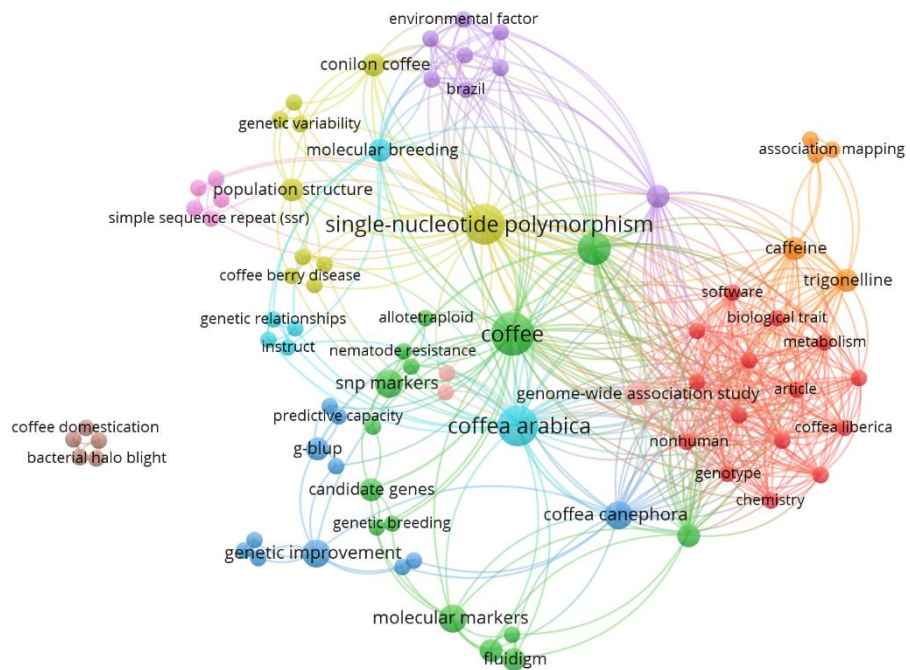 environmental factor
conilon coffee
brazil
genetic variability
molecular breeding
association mapping
population structure
simple sequence repeat (ssr)
single-nucleotide polymorphism
caffeine
coffee berry disease
trigonelline
software
genetic relationships
allotetraploid
biological trait
instruct
coffee
nematode resistance
metabolism
snp markers
genome-wide association study
article
predictive capacity
coffea arabica
coffee domestication
coffea liberica
g-blup
nonhuman
bacterial halo blight
genotype
candidate genes
chemistry
genetic breeding
coffea canephora
genetic improvement
molecular markers
fluidigm